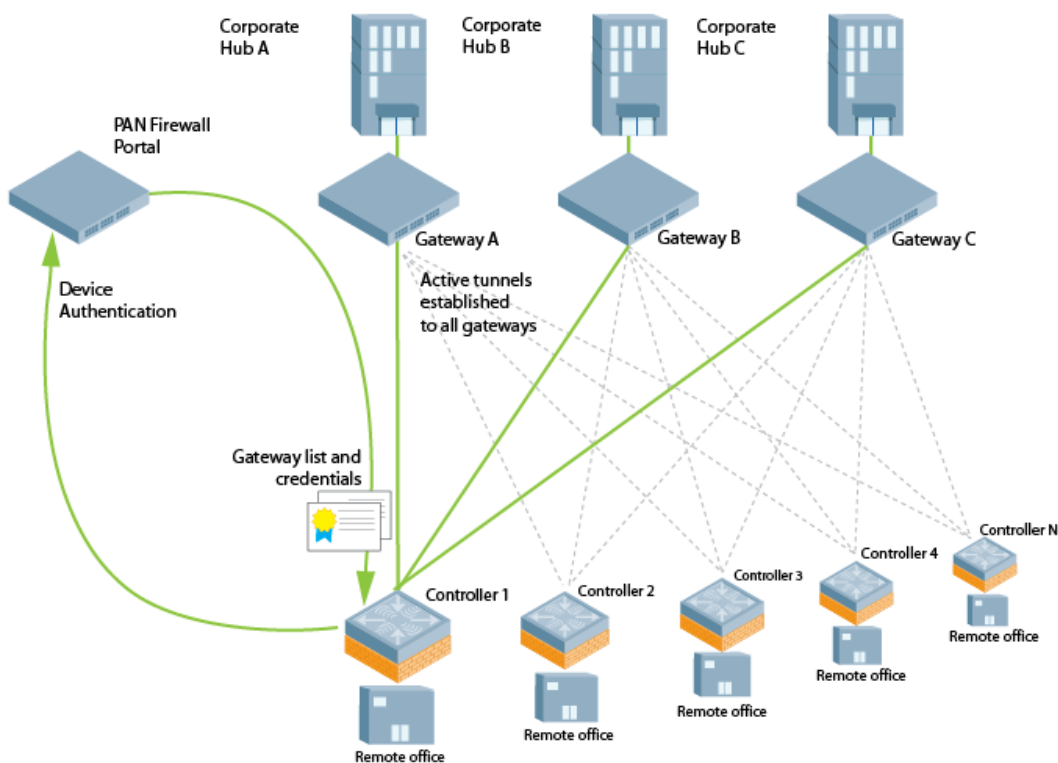 Corporate
Hub A
Corporate
Hub B
Corporate
Hub C
PAN Firewall
Portal
Gateway A
Gateway B
Gateway C
Device
Authentication
Active tunnels
established
to all gateways
Gateway list and
credentials
Controller 1
Controller 2
Controller 3
Controller 4
Controller N
Remote office
Remote office
Remote office
Remote office
Remote office